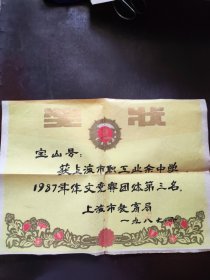 奖状
宝山县：
获上海市职工业余中学
1987年作文竞赛团体第三名。
上海市教育局
一九八七